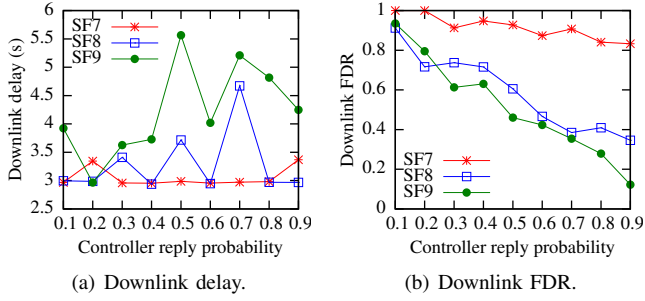 SF7
SF8
SF9
Downlink delay (s)
6
5.5
5
4.5
4
3.5
3
2.5
0.1 0.2 0.3 0.4 0.5 0.6 0.7 0.8 0.9
Controller reply probability
(a) Downlink delay.
Downlink FDR
1
0.8
0.6
0.4
0.2
0
SF7
SF8
SF9
0.1 0.2 0.3 0.4 0.5 0.6 0.7 0.8 0.9
Controller reply probability
(b) Downlink FDR.